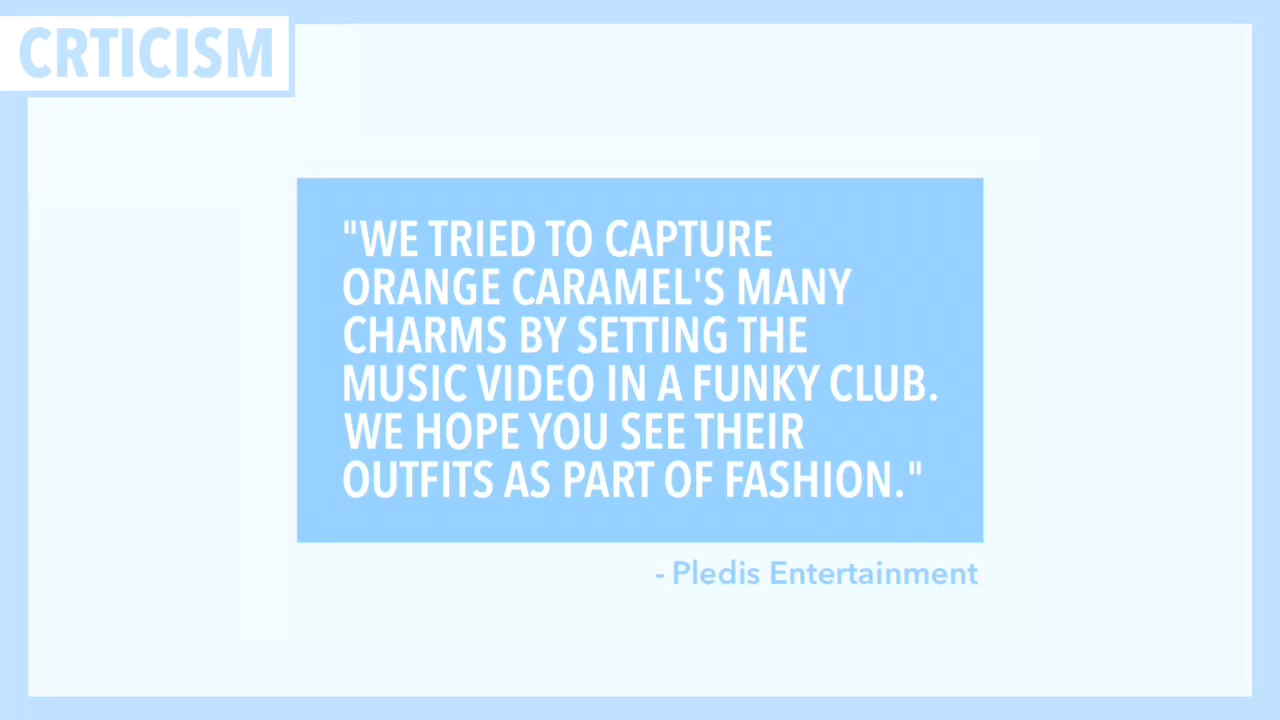 CRTICISM
"WE TRIED TO CAPTURE
ORANGE CARAMEL'S MANY
CHARMS BY SETTING THE
MUSIC VIDEO IN A FUNKY CLUB.
WE HOPE YOU SEE THEIR
OUTFITS AS PART OF FASHION."
- Pledis Entertainment